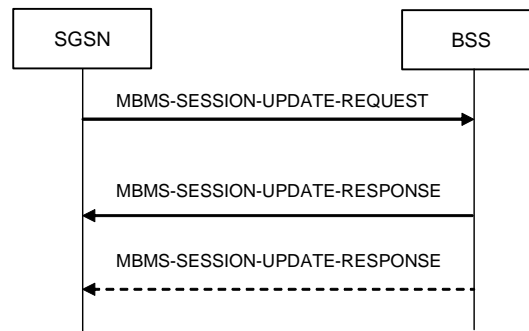 SGSN
BSS
MBMS-SESSION-UPDATE-REQUEST
MBMS-SESSION-UPDATE-RESPONSE
MBMS-SESSION-UPDATE-RESPONSE